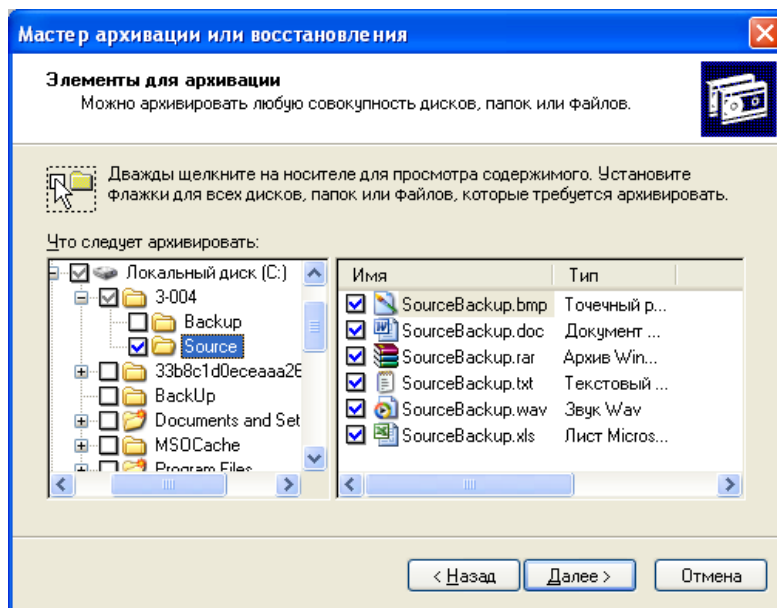 Мастер архивации или восстановления
Элементы для архивации
Можно архивировать любую совокупность дисков, папок или файлов.
Дважды щелкните на носителе для просмотра содержимого. Установите
флажки для всех дисков, папок или файлов, которые требуется архивировать.
Что следует архивировать:
Локальный диск (C:)
3-004
Backup
Source
33b8c1d0eceaaa2E
BackUp
Documents and Set
MSOCache
Program Files
Имя Тип
SourceBackup.bmp Точечный р...
SourceBackup.doc Документ ...
SourceBackup.rar Архив Win...
SourceBackup.txt Текстовый ...
SourceBackup.wav Звук Wav
SourceBackup.xls Лист Micros...
< Назад Далее > Отмена